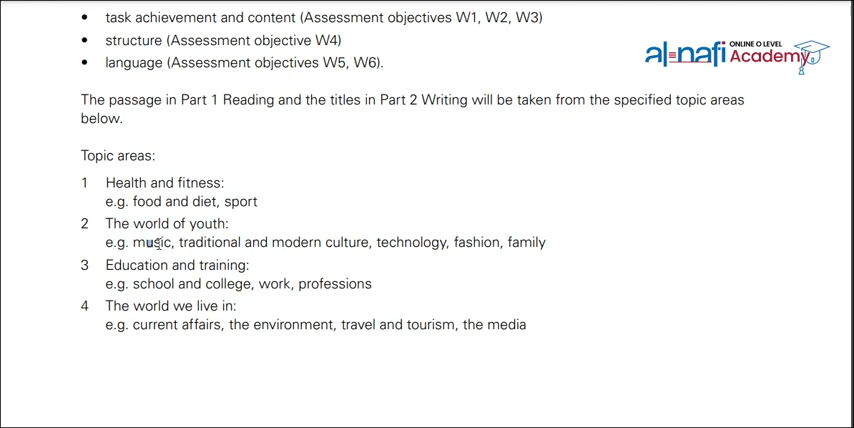 • task achievement and content (Assessment objectives W1, W2, W3)
• structure (Assessment objective W4)
• language (Assessment objectives W5, W6).
al-nafi ONLINE O LEVEL Academy
The passage in Part 1 Reading and the titles in Part 2 Writing will be taken from the specified topic areas
below.
Topic areas:
1 Health and fitness:
e.g. food and diet, sport
2 The world of youth:
e.g. music, traditional and modern culture, technology, fashion, family
3 Education and training:
e.g. school and college, work, professions
4 The world we live in:
e.g. current affairs, the environment, travel and tourism, the media